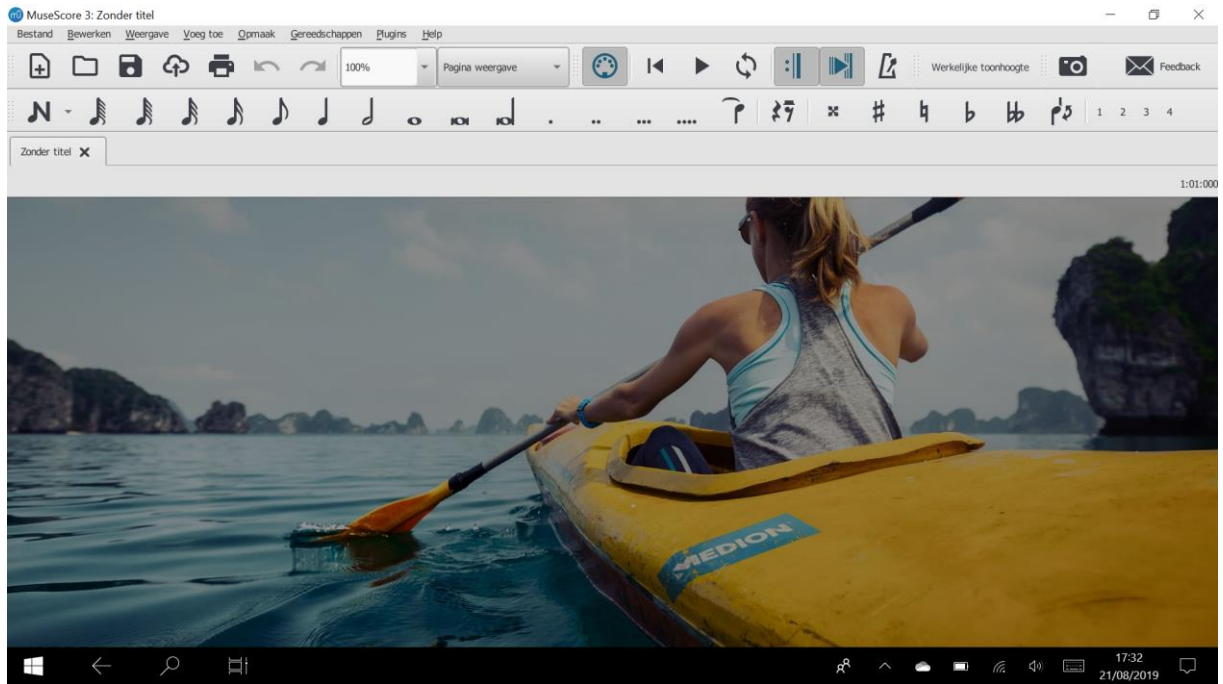 MuseScore 3: Zonder titel
Bestand Bewerken Weergave Voeg toe Opmaak Gereedschappen Plugins Help
100% Pagina weergave Werkelijke toonhoogte Feedback
1 2 3 4
Zonder titel
1:01:000
MEDION
17:32
21/08/2019